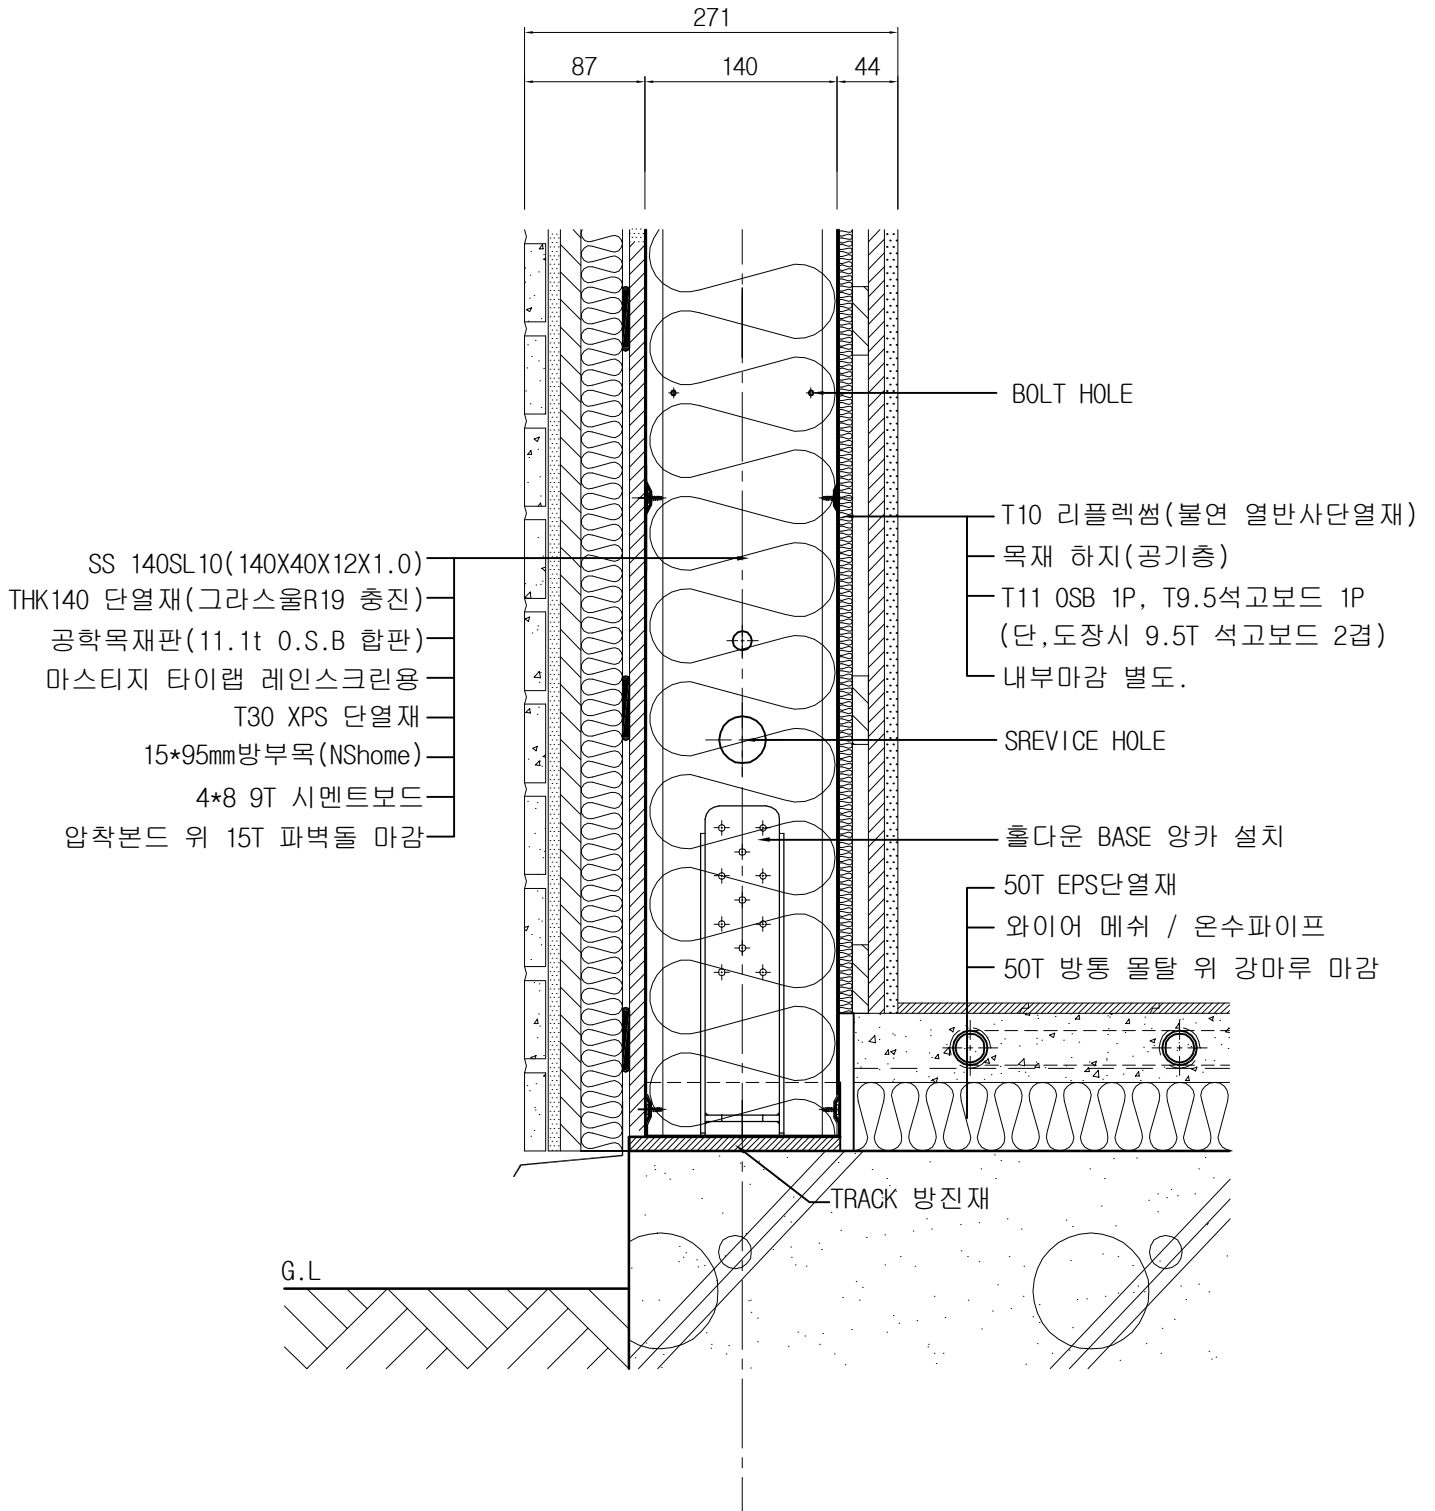 271
87
140
44
BOLT HOLE
T10 리플렉썸(불연 열반사단열재)
목재 하지(공기층)
T11 OSB 1P, T9.5석고보드 1P
(단,도장시 9.5T 석고보드 2겹)
내부마감 별도.
SS 140SL10(140X40X12X1.0)
THK140 단열재(그라스울R19 충진)
공학목재판(11.1t O.S.B 합판)
마스티지 타이랩 레인스크린용
T30 XPS 단열재
15*95mm방부목(NShome)
4*8 9T 시멘트보드
압착본드 위 15T 파벽돌 마감
SREVICE HOLE
홀다운 BASE 앙카 설치
50T EPS단열재
와이어 메쉬 / 온수파이프
50T 방통 몰탈 위 강마루 마감
TRACK 방진재
G.L